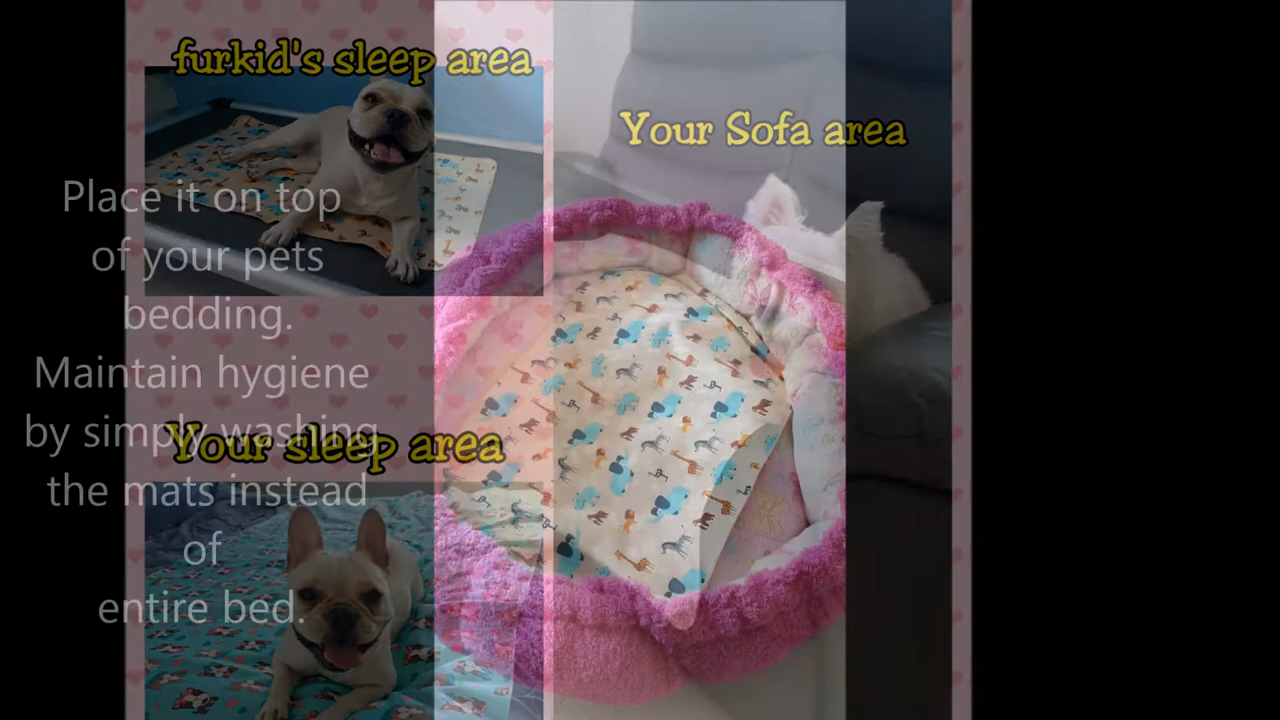 furkid's sleep area
Your Sofa area
Place it on top
of your pets
bedding.
Maintain hygiene
by simply washing
the mats instead
of
entire bed.
Your sleep area